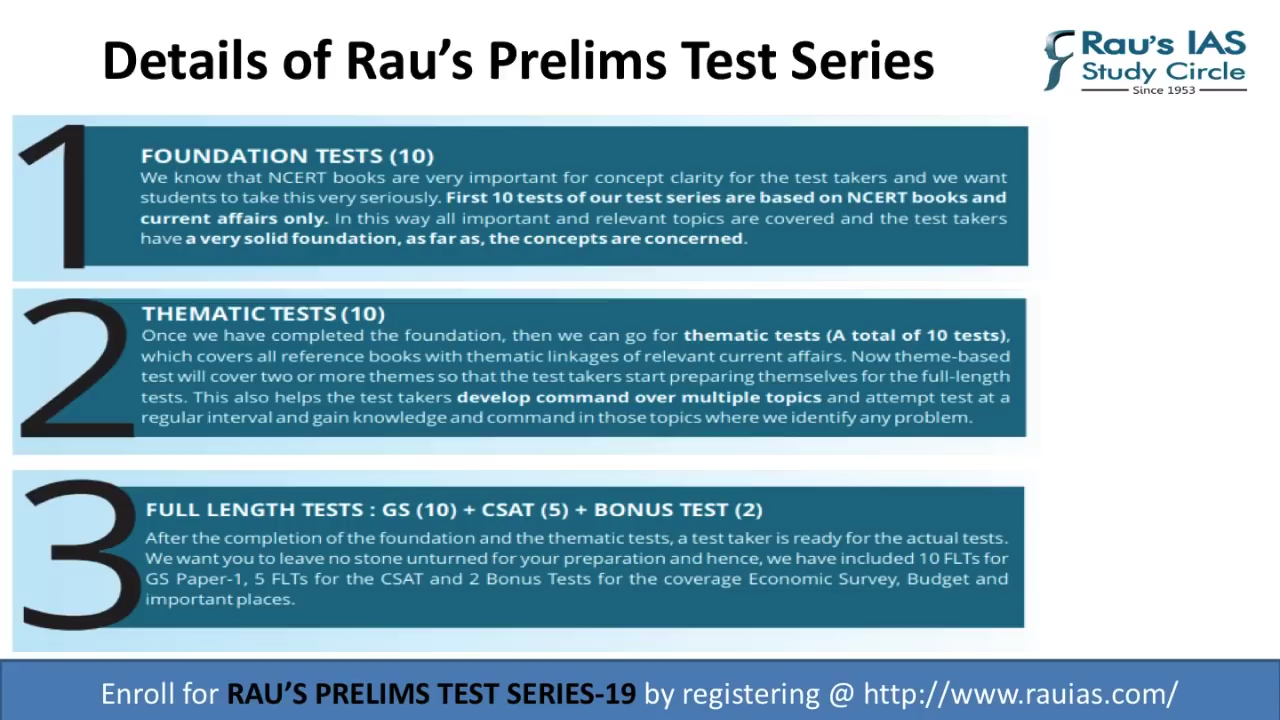 Details of Rau's Prelims Test Series
Rau's IAS
Study Circle
Since 1953
1
FOUNDATION TESTS (10)
We know that NCERT books are very important for concept clarity for the test takers and we want
students to take this very seriously. First 10 tests of our test series are based on NCERT books and
current affairs only. In this way all important and relevant topics are covered and the test takers
have a very solid foundation, as far as, the concepts are concerned.
2
THEMATIC TESTS (10)
Once we have completed the foundation, then we can go for thematic tests (A total of 10 tests),
which covers all reference books with thematic linkages of relevant current affairs. Now theme-based
test will cover two or more themes so that the test takers start preparing themselves for the full-length
tests. This also helps the test takers develop command over multiple topics and attempt test at a
regular interval and gain knowledge and command in those topics where we identify any problem.
3
FULL LENGTH TESTS : GS (10) + CSAT (5) + BONUS TEST (2)
After the completion of the foundation and the thematic tests, a test taker is ready for the actual tests.
We want you to leave no stone unturned for your preparation and hence, we have included 10 FLTs for
GS Paper-1, 5 FLTs for the CSAT and 2 Bonus Tests for the coverage Economic Survey, Budget and
important places.
Enroll for RAU'S PRELIMS TEST SERIES-19 by registering @ http://www.rauias.com/